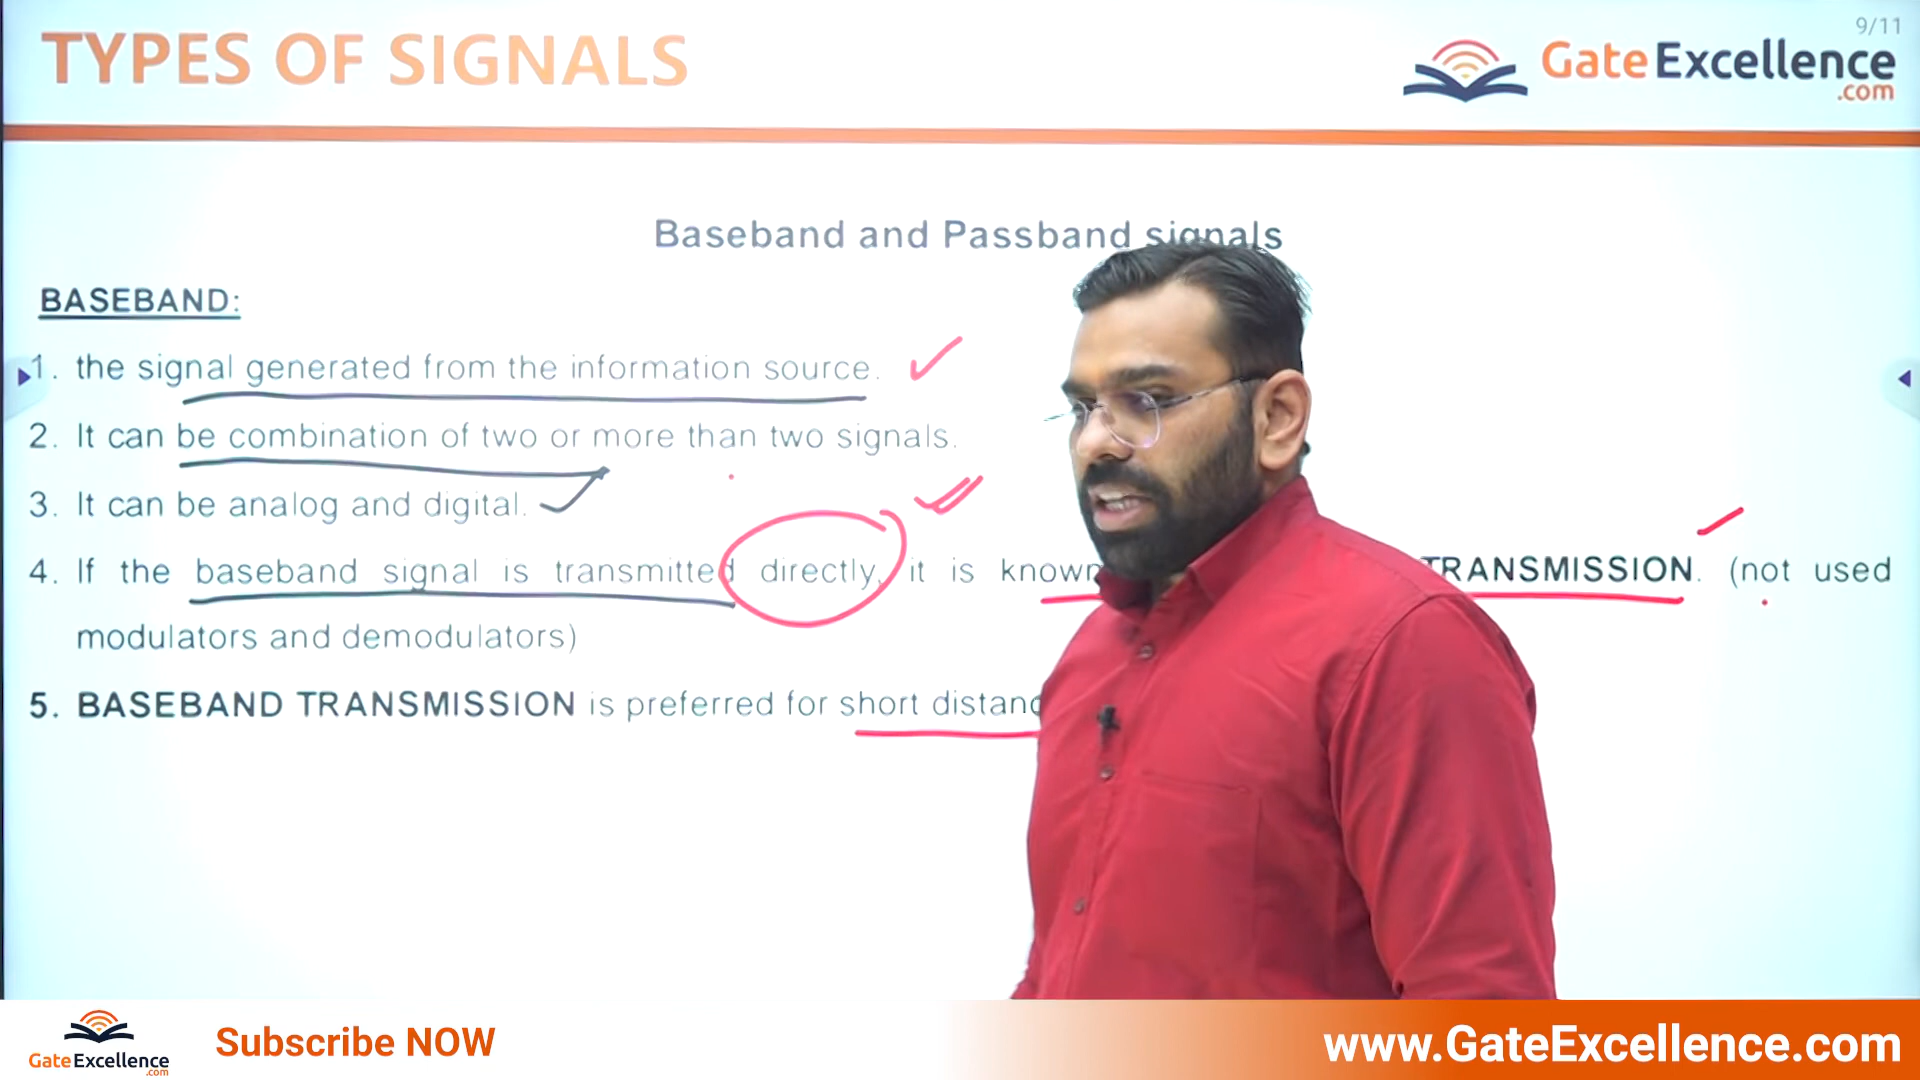 9/11
TYPES OF SIGNALS
GateExcellence
.com
Baseband and Passband signals
BASEBAND:
1. the signal generated from the information source.
2. It can be combination of two or more than two signals.
3. It can be analog and digital.
4. If the baseband signal is transmitted directly, it is known TRANSMISSION. (not used
modulators and demodulators)
5. BASEBAND TRANSMISSION is preferred for short
GateExcellence
.com
Subscribe NOW
www.GateExcellence.com